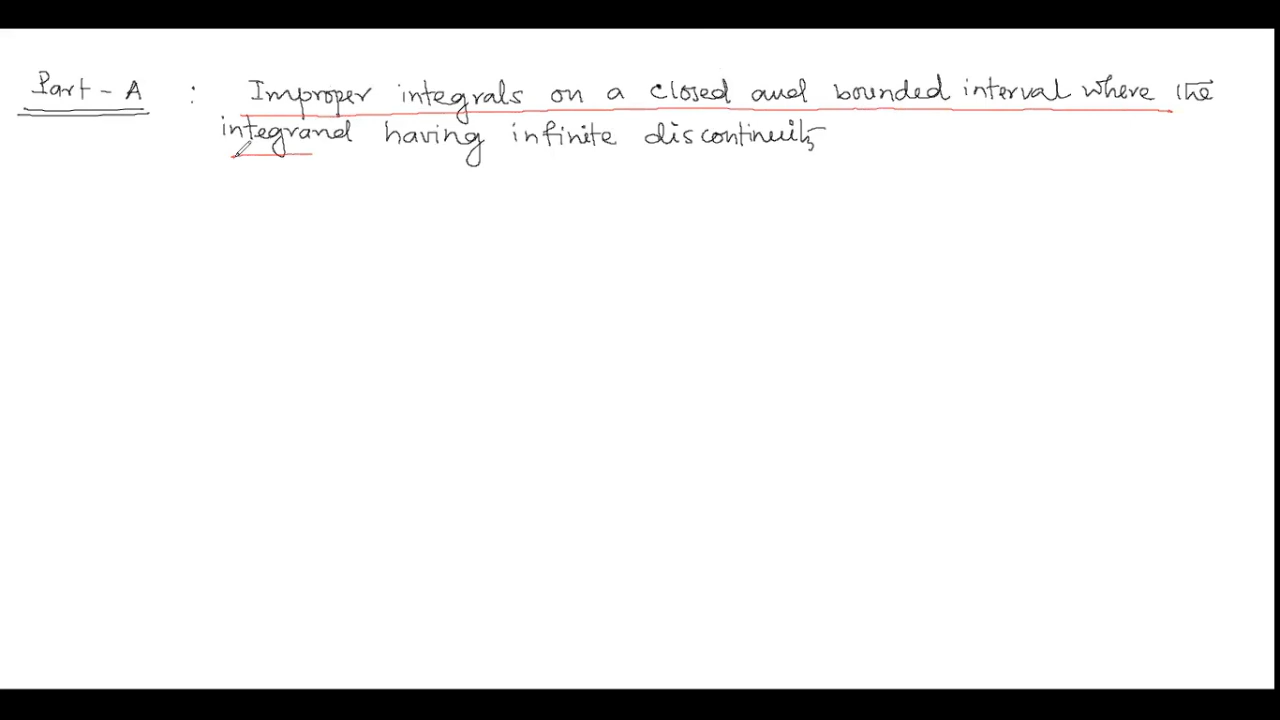 Part - A : Improper integrals on a closed and bounded interval where the
integrand having infinite discontinuity